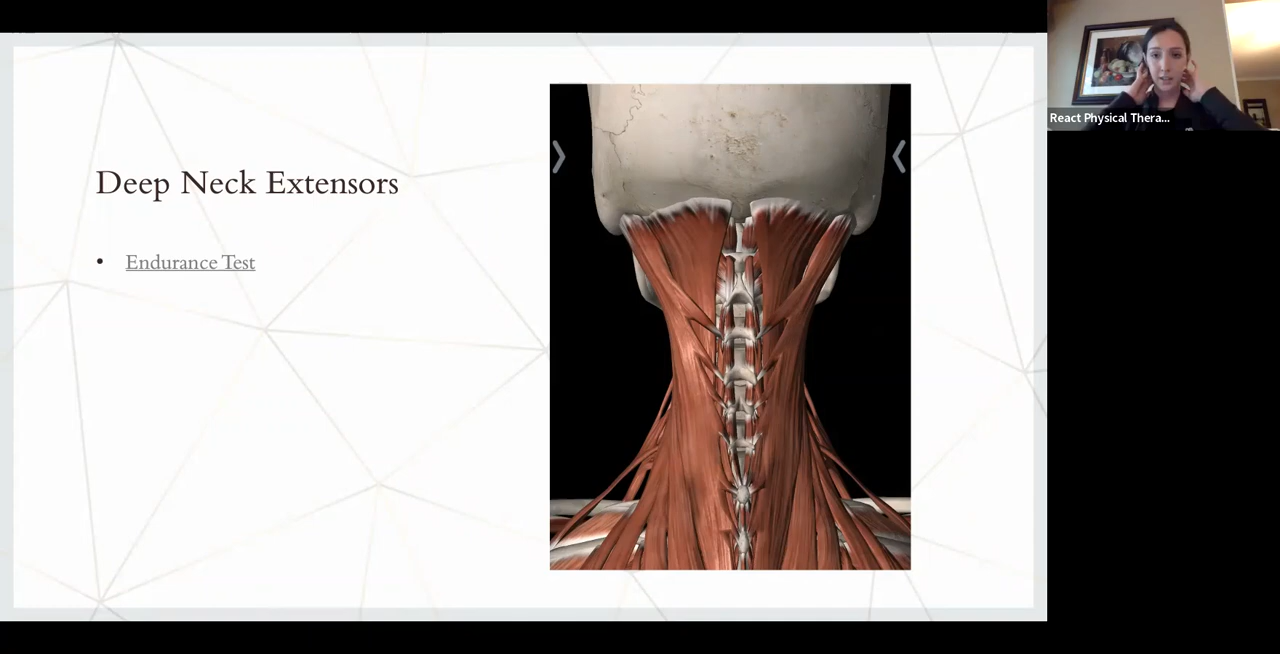 Deep Neck Extensors
• Endurance Test
React Physical Thera...